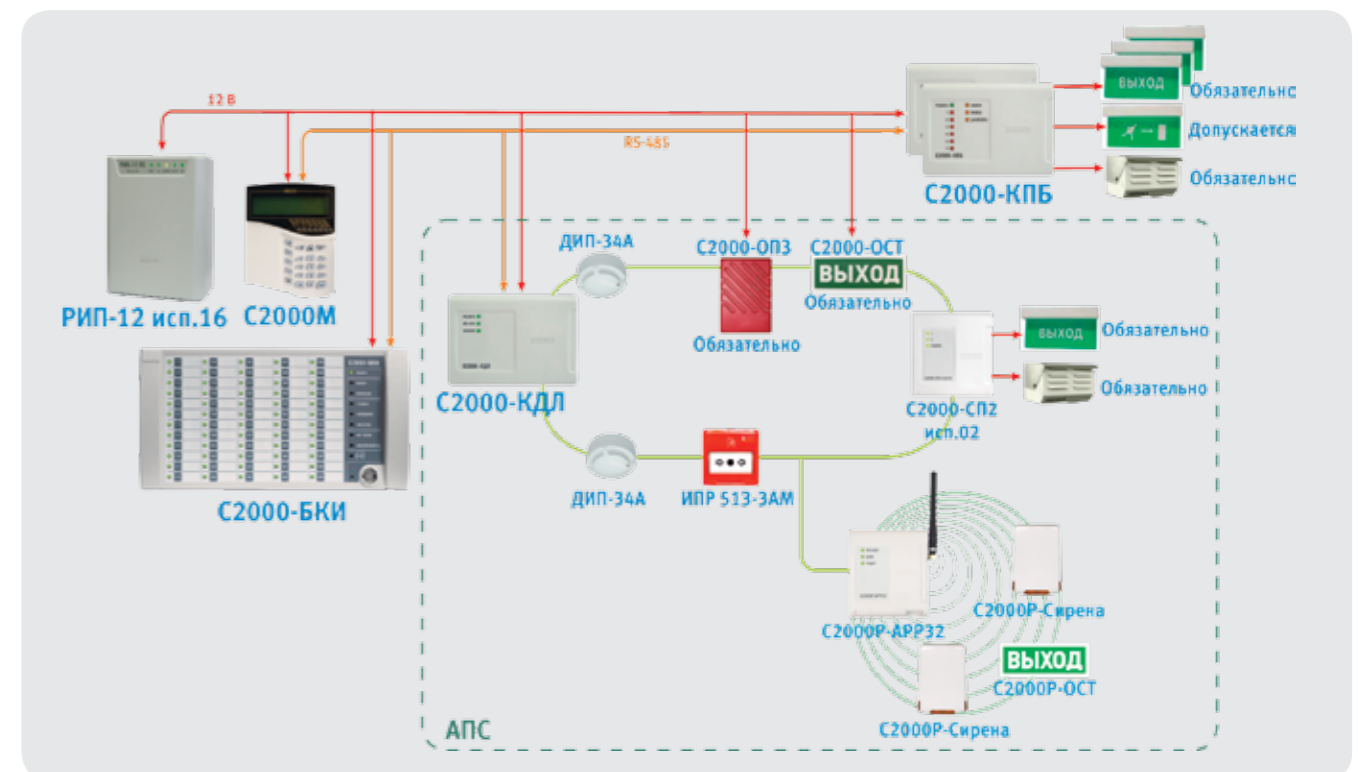 12 В
RS-485
ВЫХОД
Обязательно
Допускается
Обязательно
С2000-КПБ
РИП-12 исп.16
С2000М
ДИП-34А
С2000-ОПЗ
С2000-ОСТ
ВЫХОД
Обязательно
Обязательно
ВЫХОД
Обязательно
Обязательно
С2000-КДЛ
С2000-СП2
исп.02
С2000-БКИ
ДИП-34А
ИПР 513-3АМ
С2000Р-АРР32
С2000Р-Сирена
ВЫХОД
С2000Р-ОСТ
С2000Р-Сирена
АПС